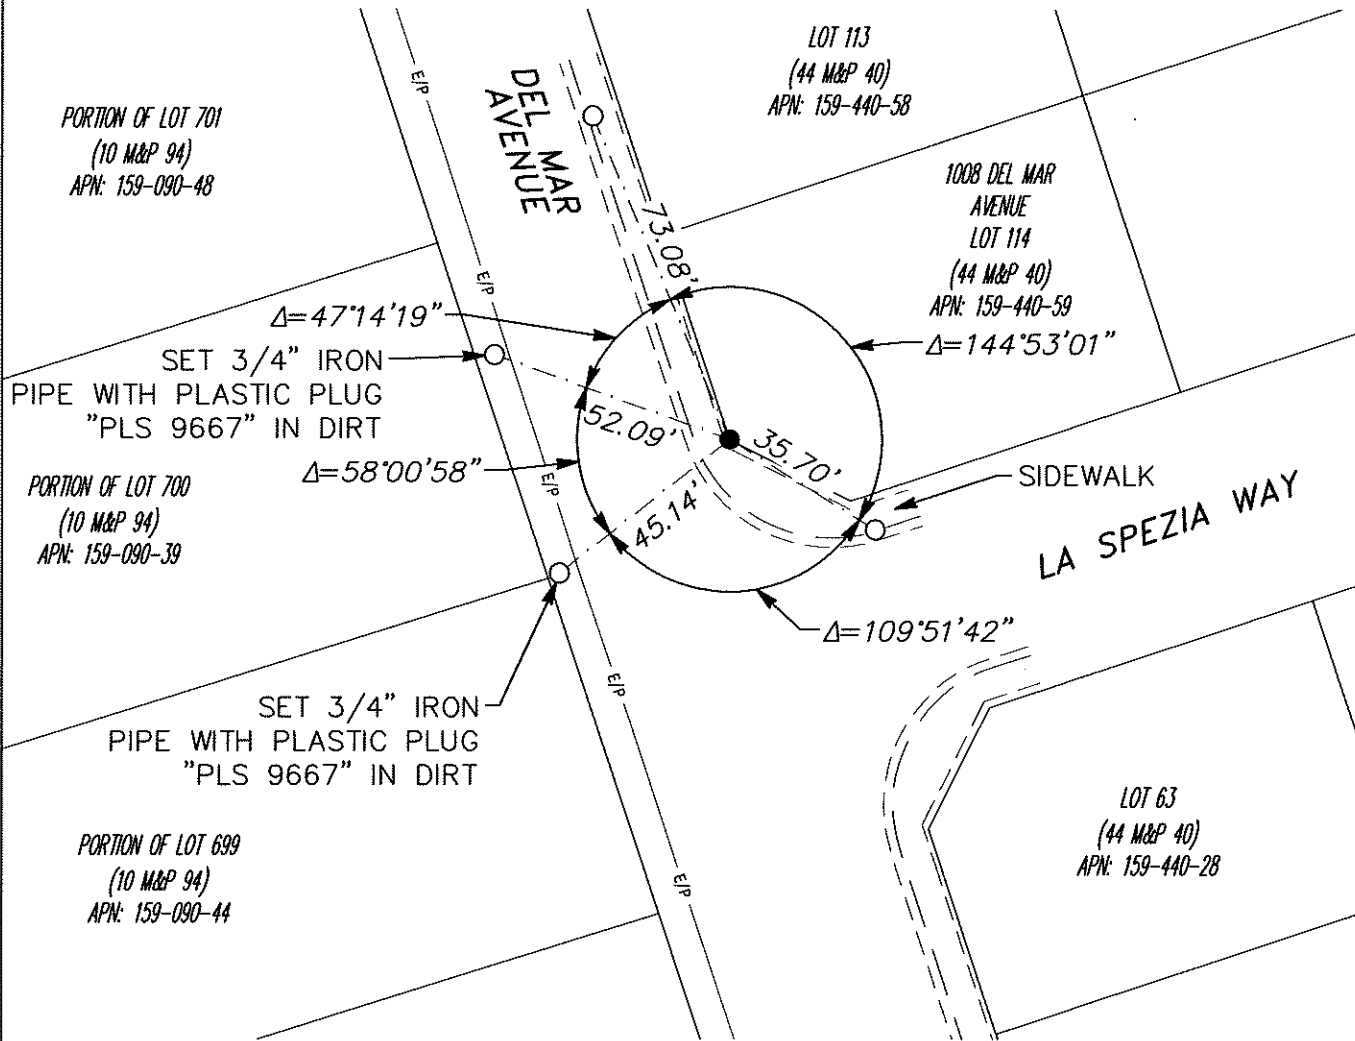 PORTION OF LOT 701
(10 M&P 94)
APN: 159-090-48
E/P
DEL MAR
AVENUE
LOT 113
(44 M&P 40)
APN: 159-440-58
1008 DEL MAR
AVENUE
LOT 114
(44 M&P 40)
APN: 159-440-59
73.08'
E/P
Δ=47°14'19"
Δ=144°53'01"
SET 3/4" IRON
PIPE WITH PLASTIC PLUG
"PLS 9667" IN DIRT
52.09'
35.70'
Δ=58°00'58"
E/P
SIDEWALK
PORTION OF LOT 700
(10 M&P 94)
APN: 159-090-39
45.14'
LA SPEZIA WAY
Δ=109°51'42"
E/P
SET 3/4" IRON
PIPE WITH PLASTIC PLUG
"PLS 9667" IN DIRT
LOT 63
(44 M&P 40)
APN: 159-440-28
PORTION OF LOT 699
(10 M&P 94)
APN: 159-090-44
E/P